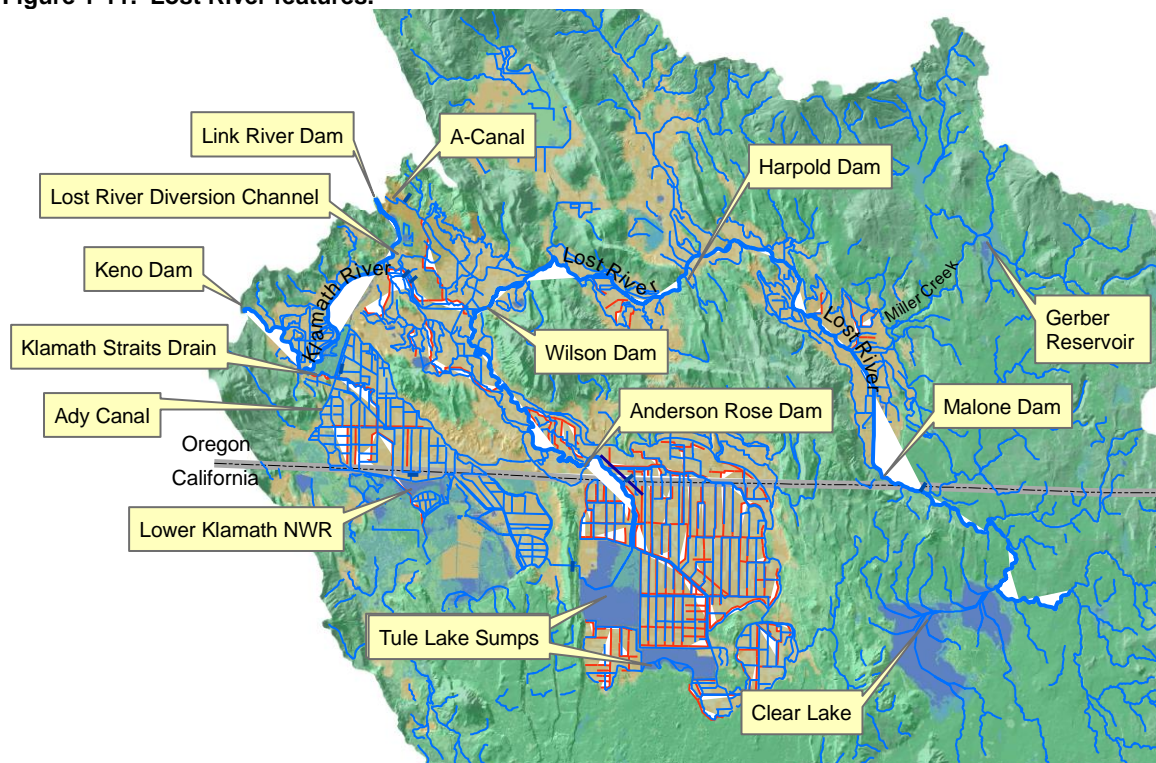 Figure 1-11. Lost River features.
Link River Dam
A-Canal
Harpold Dam
Lost River Diversion Channel
Keno Dam
Klamath River
Lost River
Lost River
Miller Creek
Gerber
Reservoir
Wilson Dam
Klamath Straits Drain
Ady Canal
Anderson Rose Dam
Malone Dam
Oregon
California
Lower Klamath NWR
Tule Lake Sumps
Clear Lake